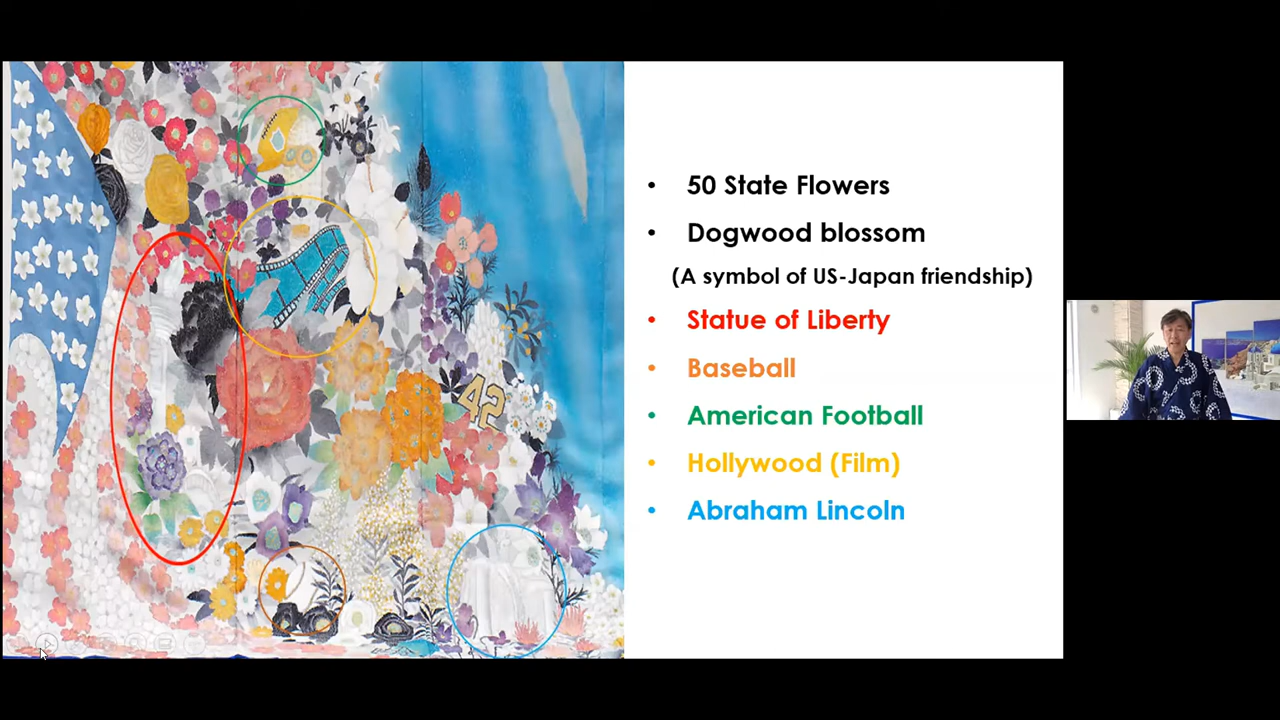 42
• 50 State Flowers
• Dogwood blossom
(A symbol of US-Japan friendship)
• Statue of Liberty
• Baseball
• American Football
• Hollywood (Film)
• Abraham Lincoln